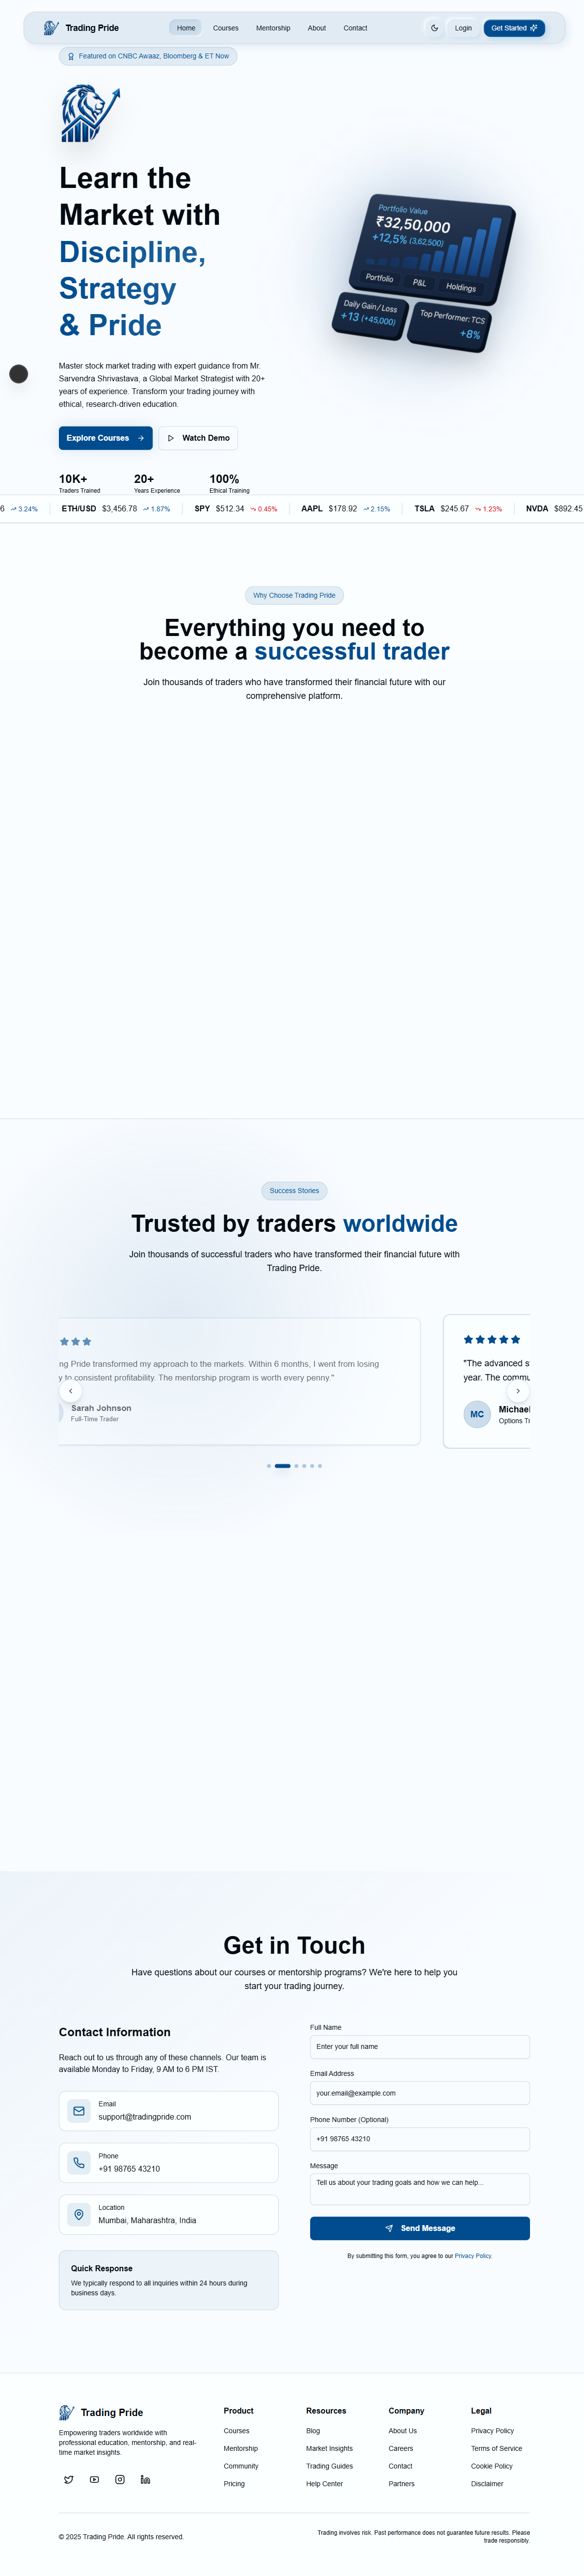 Trading Pride
Home
Courses
Mentorship
About
Contact
Login
Get Started
Featured on CNBC Awaaz, Bloomberg & ET Now
Learn the
Market with
Discipline,
Strategy
& Pride
Master stock market trading with expert guidance from Mr.
Sarvendra Shrivastava, a Global Market Strategist with 20+
years of experience. Transform your trading journey with
ethical, research-driven education.
Explore Courses
Watch Demo
10K+
Traders Trained
20+
Years Experience
100%
Ethical Training
Portfolio Value
₹32,50,000
+12,5% (3,62,500)
Portfolio
P&L
Holdings
Daily Gain / Loss
+13 (+45,000)
Top Performer: TCS
+8%
6 3.24%
ETH/USD $3,456.78 1.87%
SPY $512.34 0.45%
AAPL $178.92 2.15%
TSLA $245.67 1.23%
NVDA $892.45
Why Choose Trading Pride
Everything you need to
become a successful trader
Join thousands of traders who have transformed their financial future with our
comprehensive platform.
Success Stories
Trusted by traders worldwide
Join thousands of successful traders who have transformed their financial future with
Trading Pride.
ng Pride transformed my approach to the markets. Within 6 months, I went from losing
y to consistent profitability. The mentorship program is worth every penny."
Sarah Johnson
Full-Time Trader
"The advanced s
year. The commu
MC
Michael
Options Tr
Get in Touch
Have questions about our courses or mentorship programs? We're here to help you
start your trading journey.
Contact Information
Reach out to us through any of these channels. Our team is
available Monday to Friday, 9 AM to 6 PM IST.
Email
support@tradingpride.com
Phone
+91 98765 43210
Location
Mumbai, Maharashtra, India
Quick Response
We typically respond to all inquiries within 24 hours during
business days.
Full Name
Enter your full name
Email Address
your.email@example.com
Phone Number (Optional)
+91 98765 43210
Message
Tell us about your trading goals and how we can help...
Send Message
By submitting this form, you agree to our Privacy Policy.
Trading Pride
Empowering traders worldwide with
professional education, mentorship, and real-
time market insights.
Product
Courses
Mentorship
Community
Pricing
Resources
Blog
Market Insights
Trading Guides
Help Center
Company
About Us
Careers
Contact
Partners
Legal
Privacy Policy
Terms of Service
Cookie Policy
Disclaimer
© 2025 Trading Pride. All rights reserved.
Trading involves risk. Past performance does not guarantee future results. Please
trade responsibly.